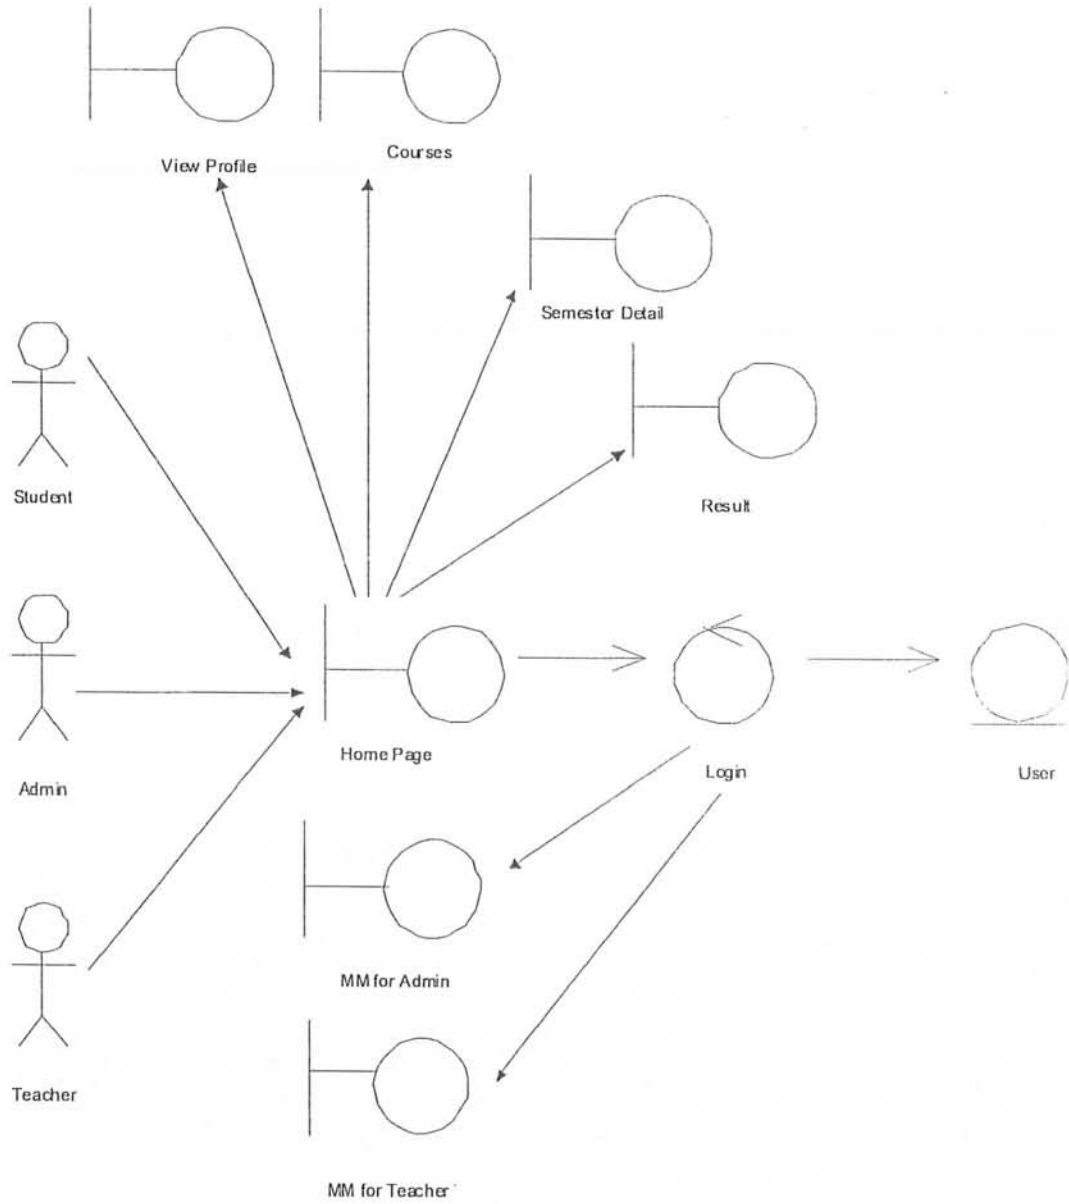 View Profile
Courses
Semester Detail
Result
Student
Home Page
Login
User
Admin
MM for Admin
Teacher
MM for Teacher